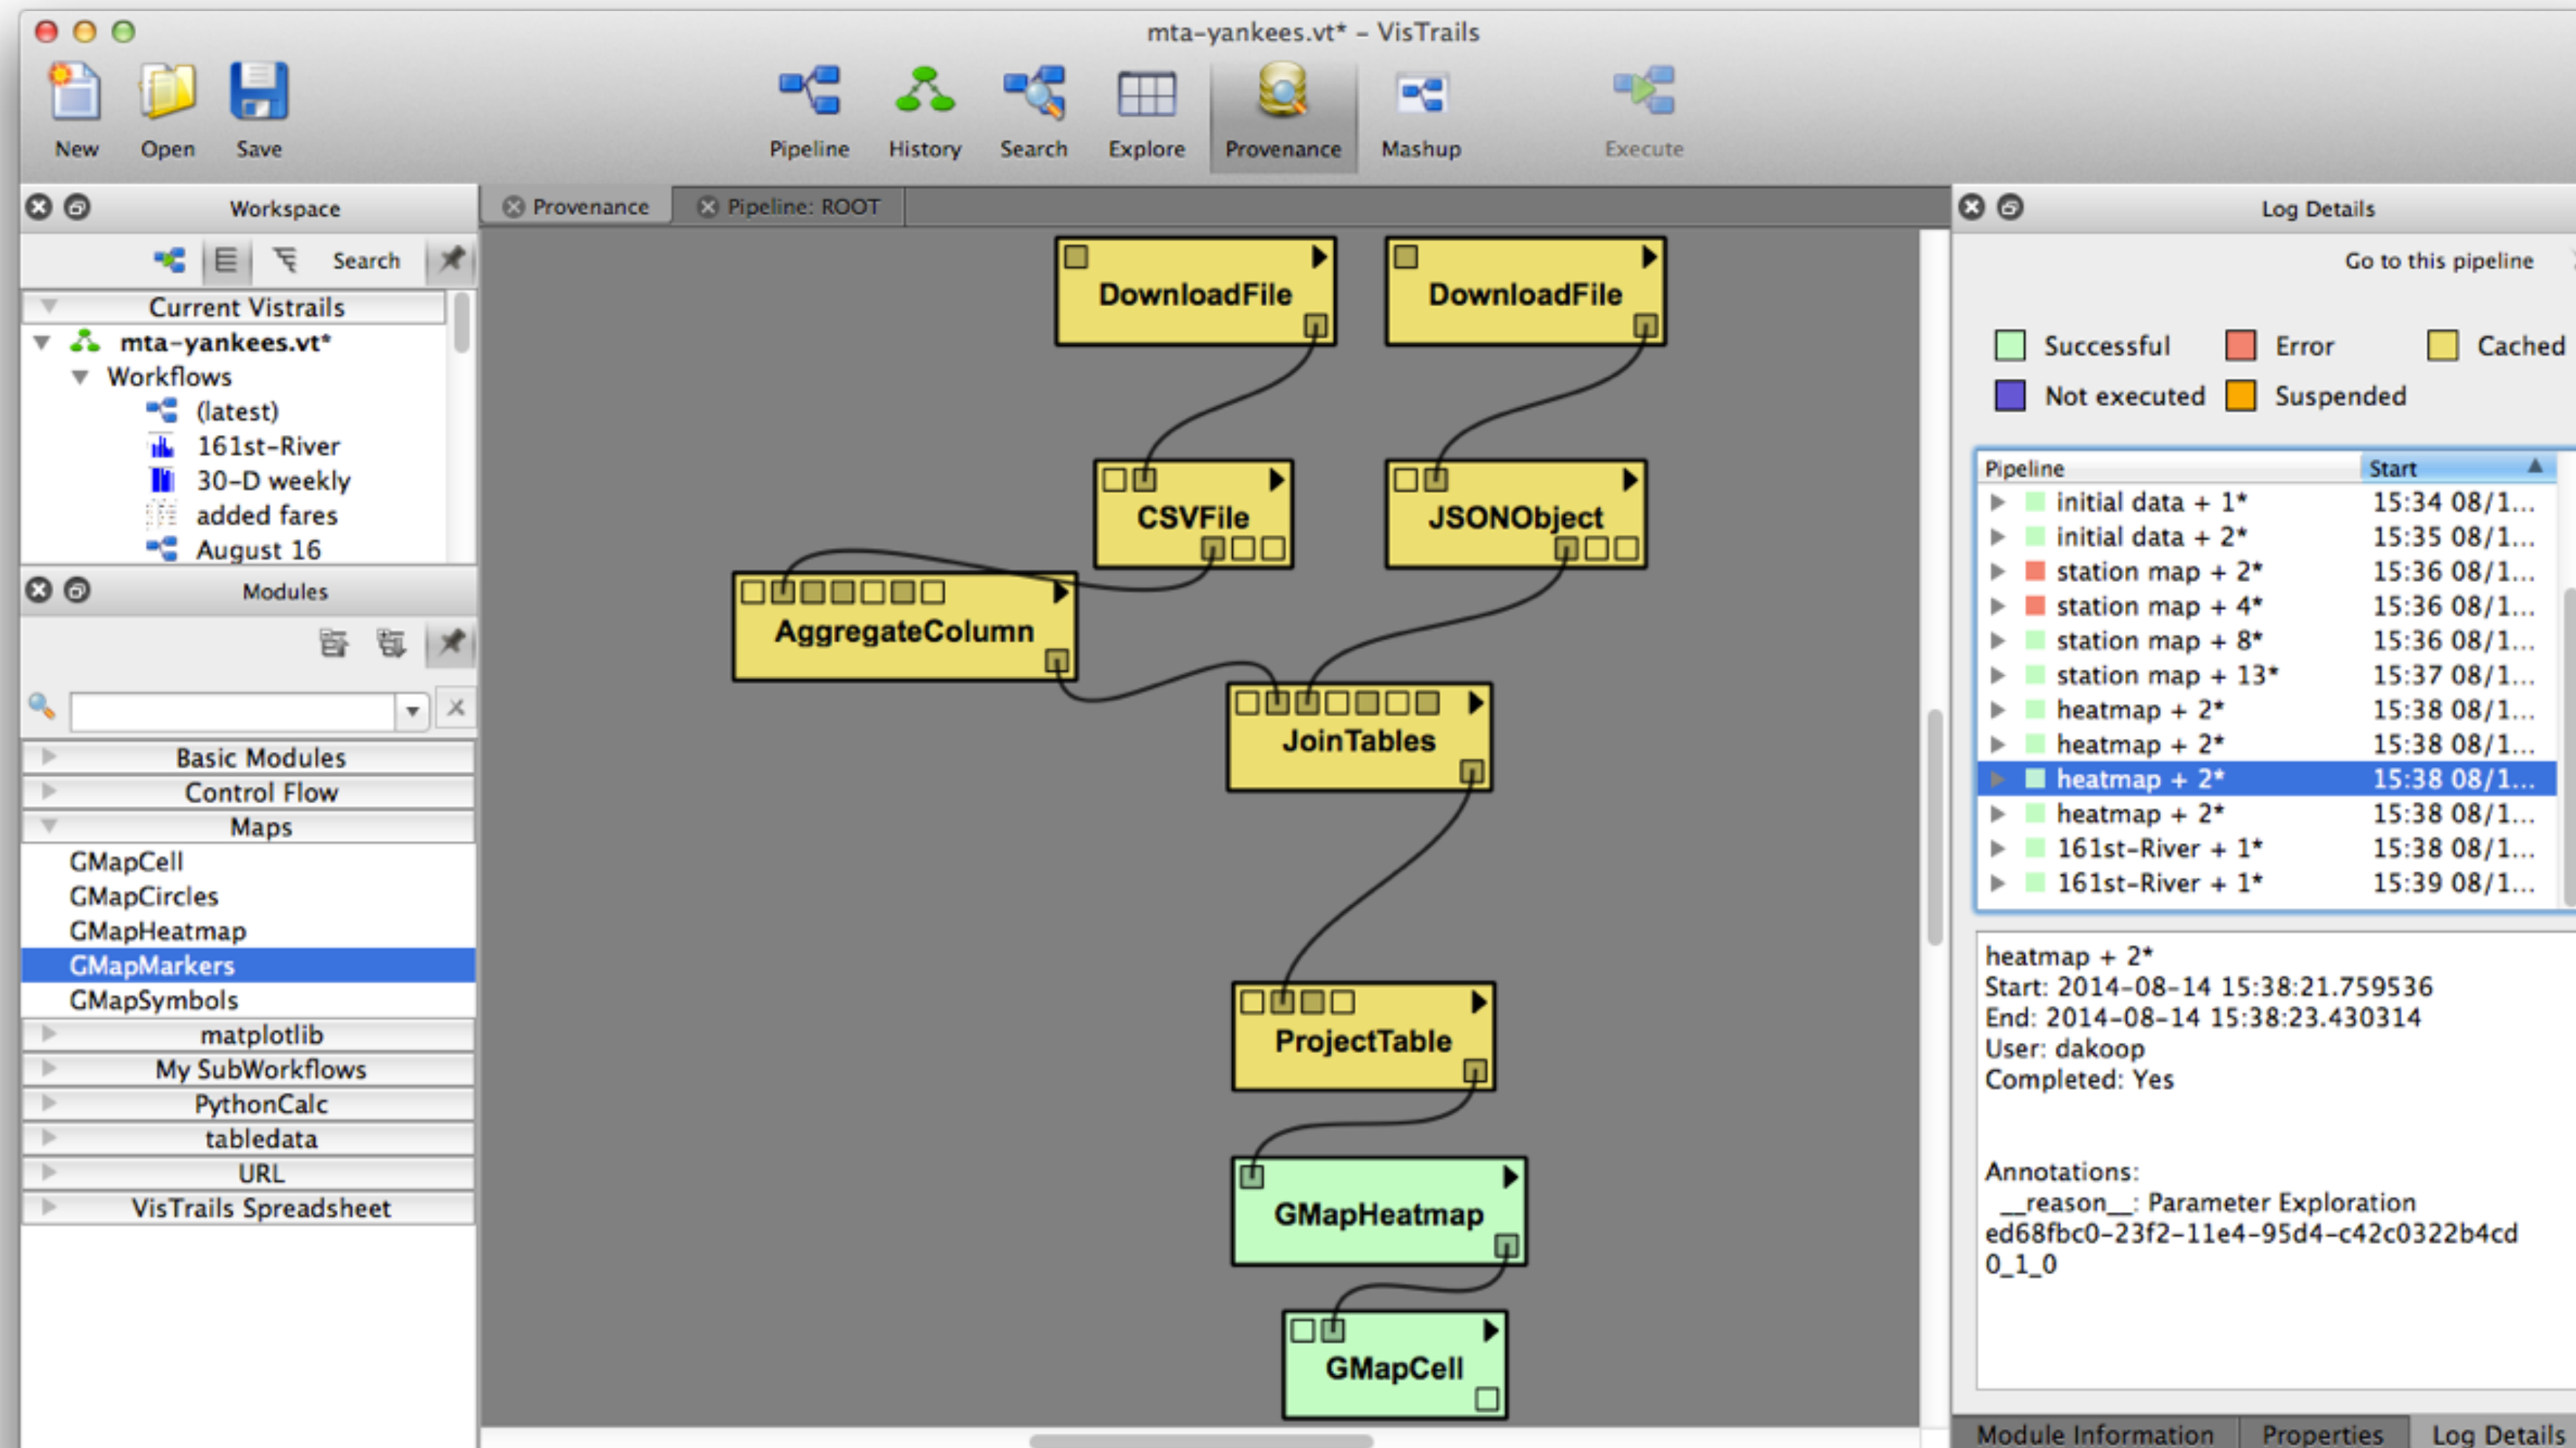 mta-yankees.vt* – VisTrails
New Open Save Pipeline History Search Explore Provenance Mashup Execute
Workspace
Search
Current Vistrails
mta-yankees.vt*
Workflows
(latest)
161st-River
30-D weekly
added fares
August 16
Modules
Basic Modules
Control Flow
Maps
GMapCell
GMapCircles
GMapHeatmap
GMapMarkers
GMapSymbols
matplotlib
My SubWorkflows
PythonCalc
tabledata
URL
VisTrails Spreadsheet
Provenance Pipeline: ROOT
DownloadFile DownloadFile
CSVFile JSONObject
AggregateColumn
JoinTables
ProjectTable
GMapHeatmap
GMapCell
Log Details
Go to this pipeline
Successful Error Cached
Not executed Suspended
Pipeline Start
initial data + 1* 15:34 08/1...
initial data + 2* 15:35 08/1...
station map + 2* 15:36 08/1...
station map + 4* 15:36 08/1...
station map + 8* 15:36 08/1...
station map + 13* 15:37 08/1...
heatmap + 2* 15:38 08/1...
heatmap + 2* 15:38 08/1...
heatmap + 2* 15:38 08/1...
heatmap + 2* 15:38 08/1...
161st-River + 1* 15:38 08/1...
161st-River + 1* 15:39 08/1...
heatmap + 2*
Start: 2014-08-14 15:38:21.759536
End: 2014-08-14 15:38:23.430314
User: dakoop
Completed: Yes
Annotations:
__reason__: Parameter Exploration
ed68fbc0-23f2-11e4-95d4-c42c0322b4cd
0_1_0
Module Information Properties Log Details